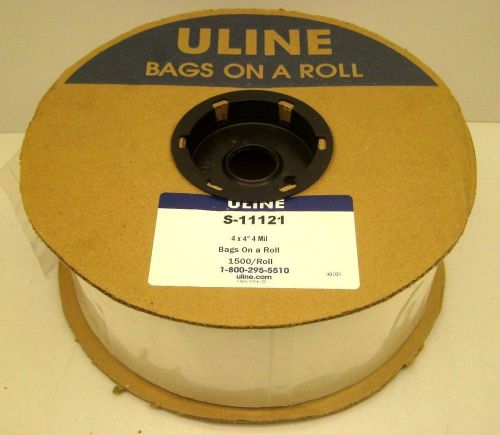 ULINE
BAGS ON A ROLL
ULINE
S-11121
4 x 4" 4 Mil
Bags On a Roll
1500/Roll
1-800-295-5510
uline.com